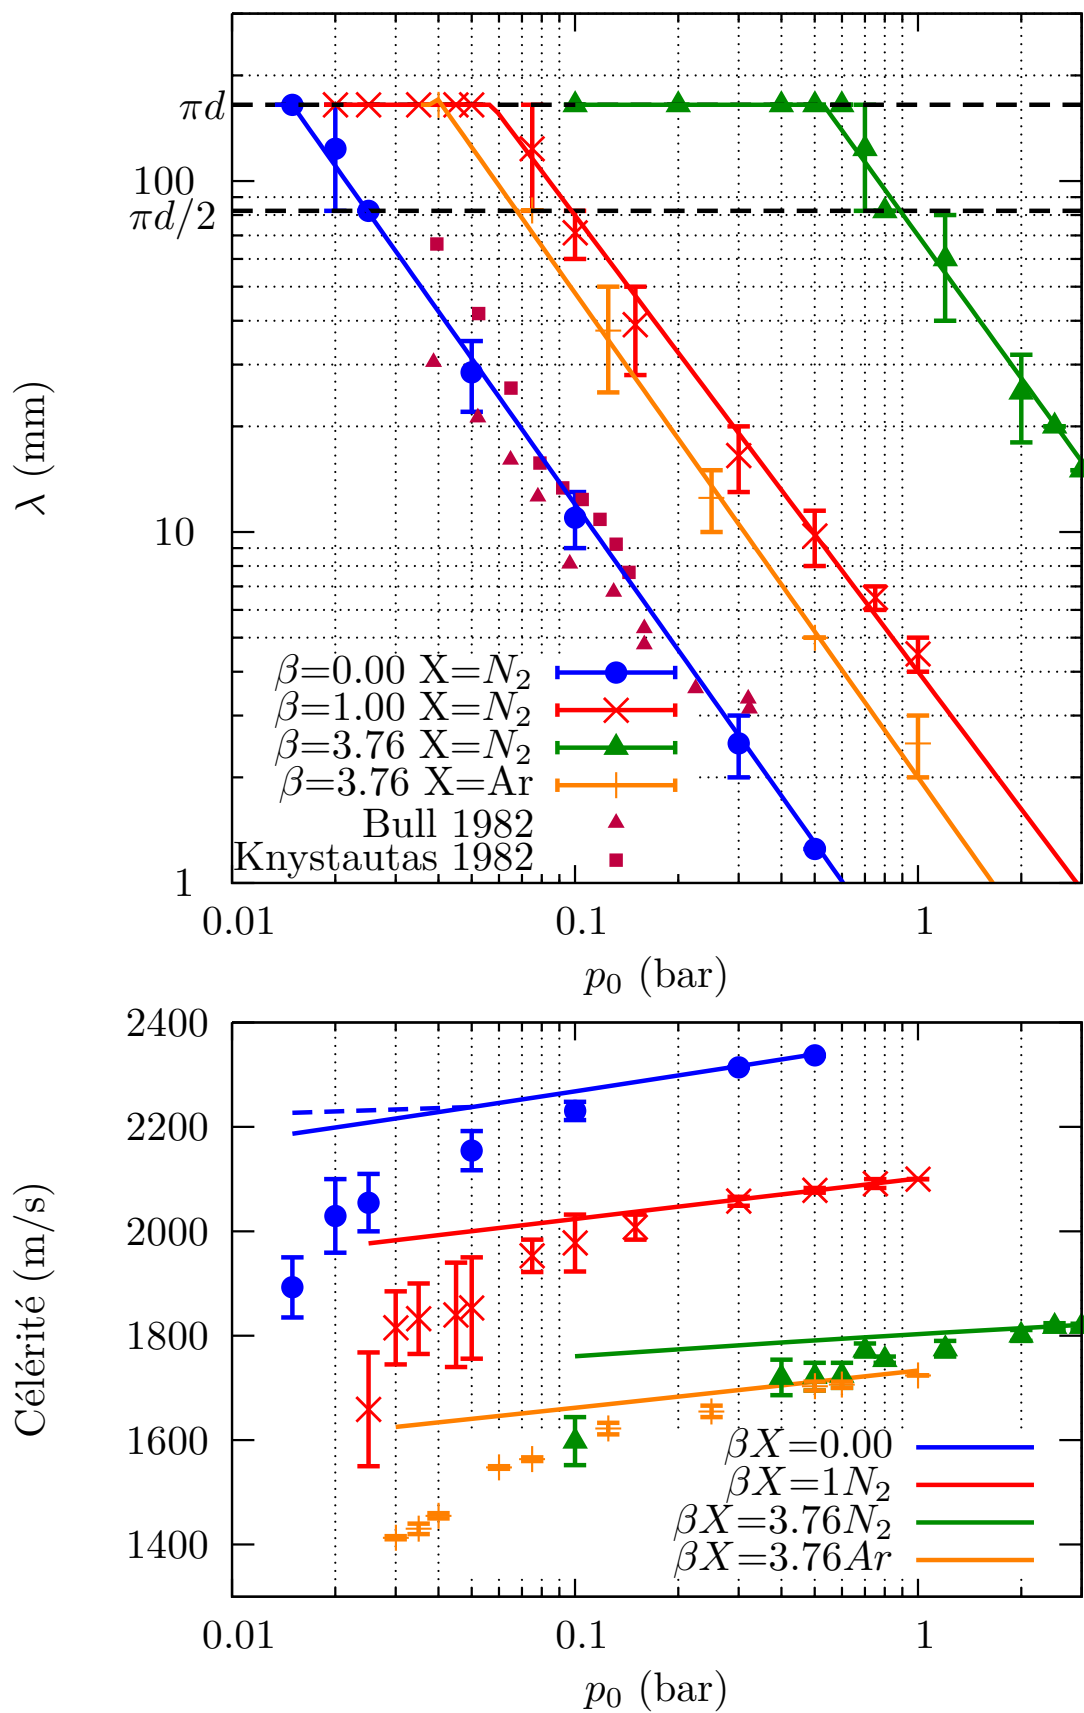 πd
100
πd/2
λ (mm)
10
β=0.00 X=N₂
β=1.00 X=N₂
β=3.76 X=N₂
β=3.76 X=Ar
Bull 1982
Knystautas 1982
1
0.01 0.1 1
p₀ (bar)
2400
2200
2000
Célérité (m/s)
1800
1600
1400
βX=0.00
βX=1N₂
βX=3.76N₂
βX=3.76Ar
0.01 0.1 1
p₀ (bar)